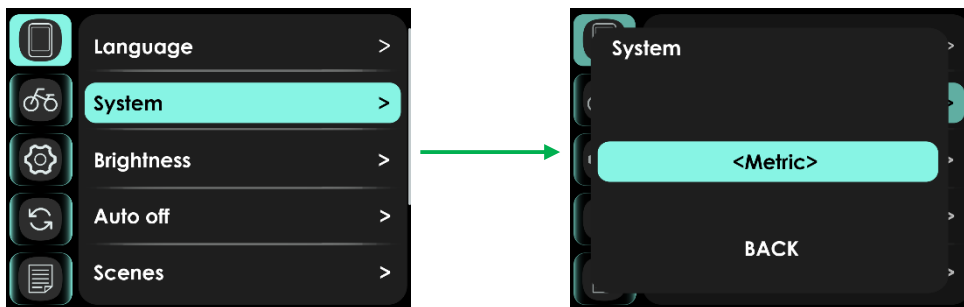 Language >
System >
Brightness >
Auto off >
Scenes >
System
<Metric>
BACK